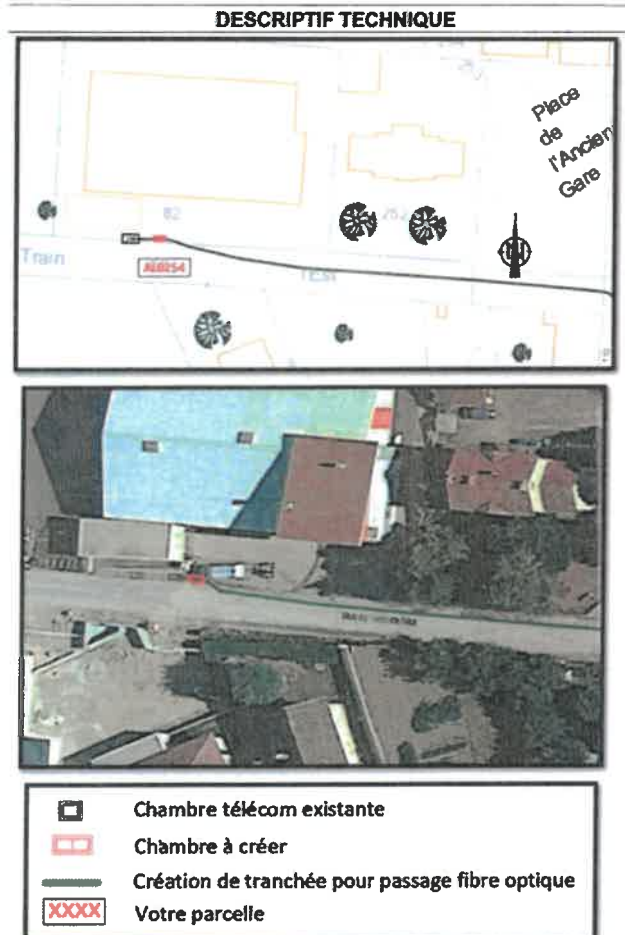 DESCRIPTIF TECHNIQUE
Place
de
l'Ancien
Gare
82
252
Train
Chambre télécom existante
Chambre à créer
Création de tranchée pour passage fibre optique
XXXX Votre parcelle